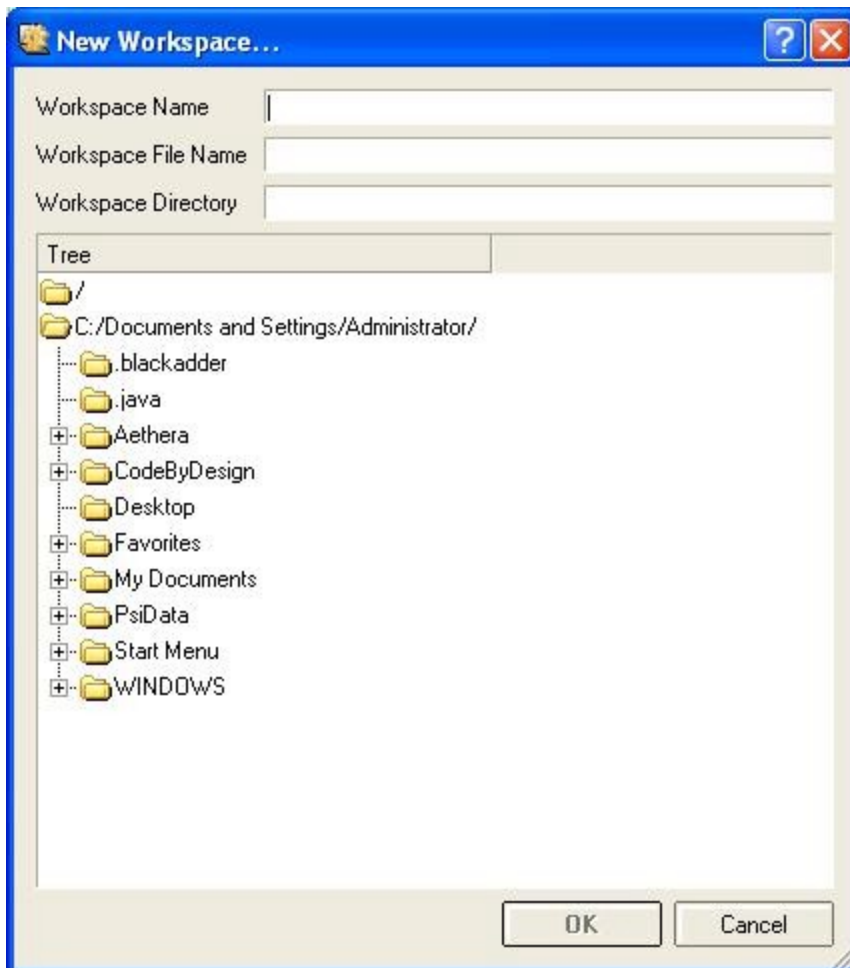 New Workspace...
Workspace Name
Workspace File Name
Workspace Directory
Tree
/
C:/Documents and Settings/Administrator/
.blackadder
.java
Aethera
CodeByDesign
Desktop
Favorites
My Documents
PsiData
Start Menu
WINDOWS
OK Cancel